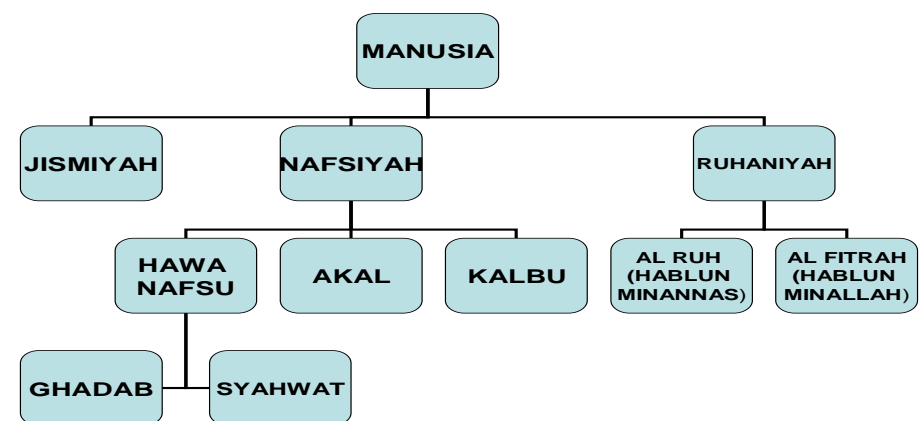 MANUSIA
JISMIYAH
NAFSIYAH
RUHANIYAH
HAWA
NAFSU
AKAL
KALBU
AL RUH
(HABLUN
MINANNAS)
AL FITRAH
(HABLUN
MINALLAH)
GHADAB
SYAHWAT